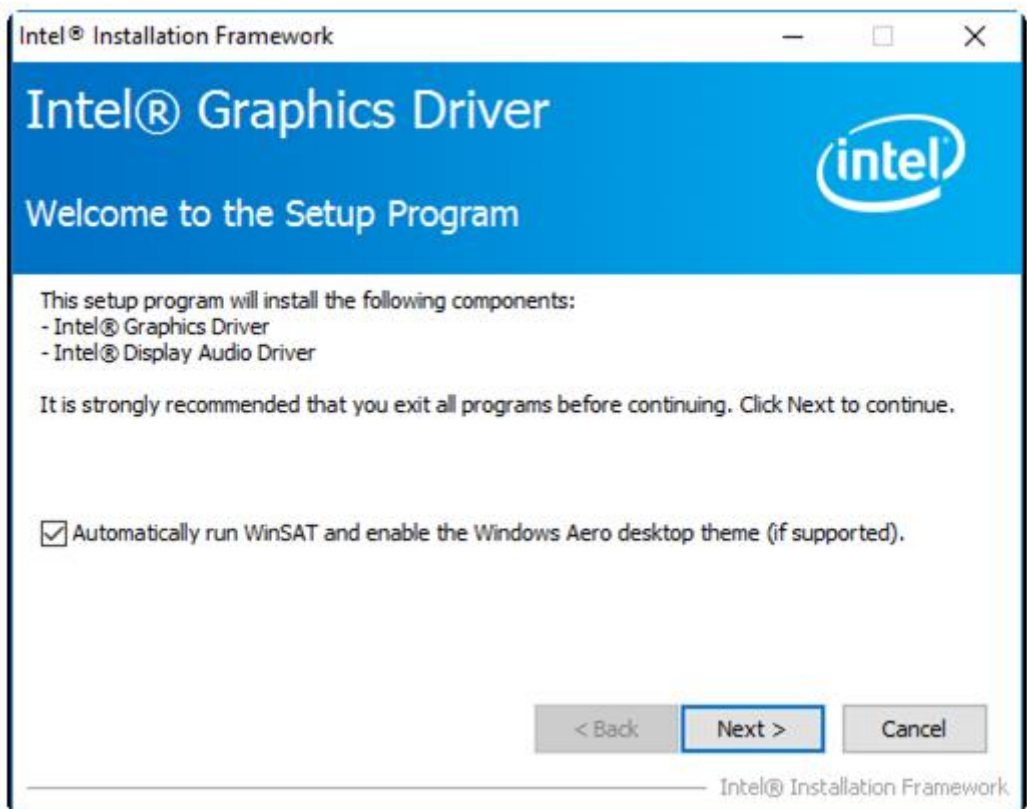 Intel® Installation Framework
Intel® Graphics Driver
intel
Welcome to the Setup Program
This setup program will install the following components:
- Intel® Graphics Driver
- Intel® Display Audio Driver
It is strongly recommended that you exit all programs before continuing. Click Next to continue.
Automatically run WinSAT and enable the Windows Aero desktop theme (if supported).
< Back Next > Cancel
Intel® Installation Framework